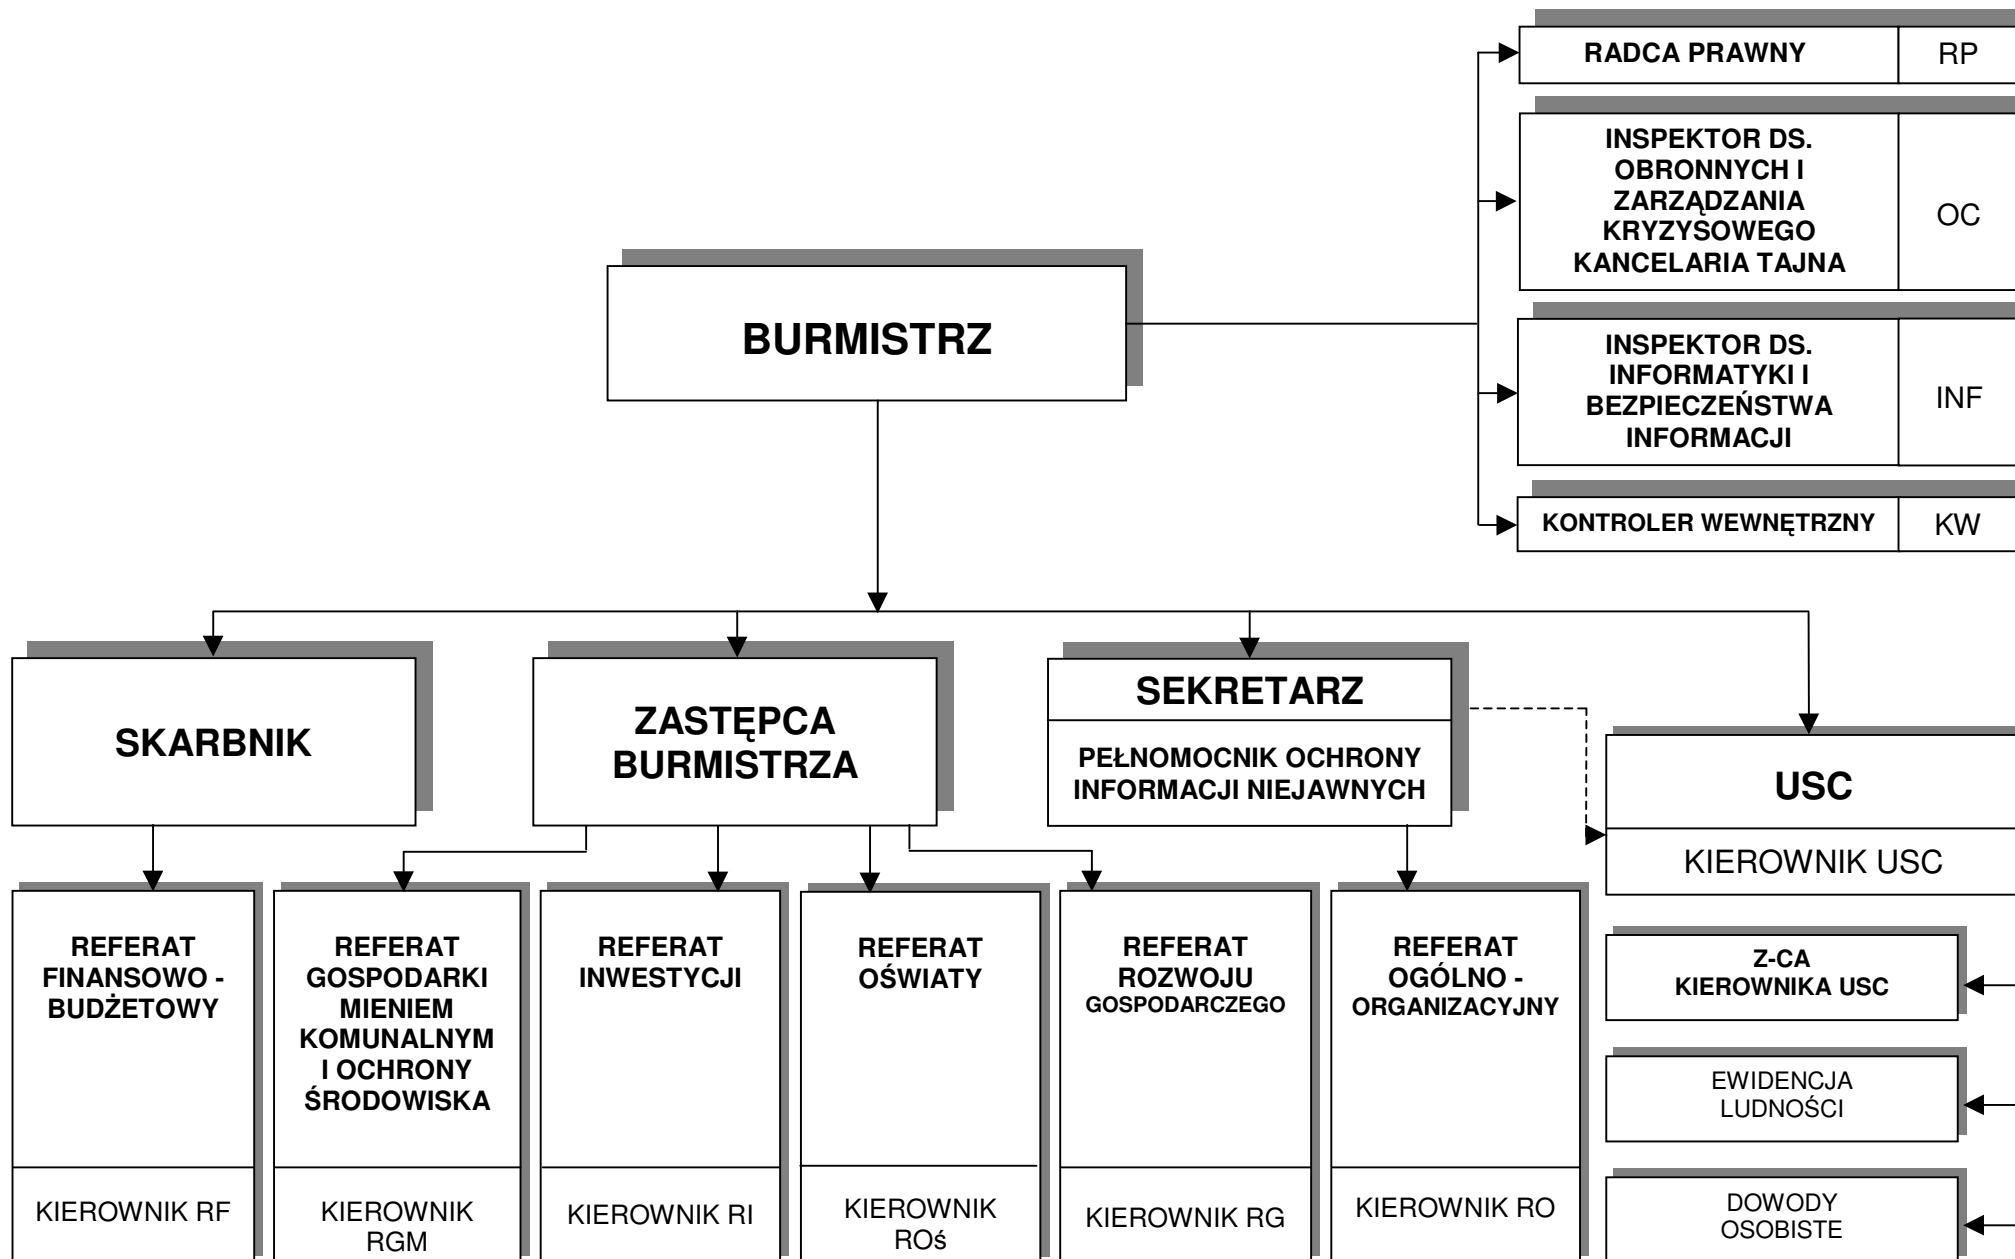 RADCA PRAWNY
RP
INSPEKTOR DS.
OBRONNYCH I
ZARZĄDZANIA
KRYZYSOWEGO
KANCELARIA TAJNA
OC
INSPEKTOR DS.
INFORMATYKI I
BEZPIECZEŃSTWA
INFORMACJI
INF
KONTROLER WEWNĘTRZNY
KW
BURMISTRZ
SKARBNIK
ZASTĘPCA
BURMISTRZA
SEKRETARZ
PEŁNOMOCNIK OCHRONY
INFORMACJI NIEJAWNYCH
USC
KIEROWNIK USC
REFERAT
FINANSOWO -
BUDŻETOWY
KIEROWNIK RF
REFERAT
GOSPODARKI
MIENIEM
KOMUNALNYM
I OCHRONY
ŚRODOWISKA
KIEROWNIK
RGM
REFERAT
INWESTYCJI
KIEROWNIK RI
REFERAT
OŚWIATY
KIEROWNIK
ROś
REFERAT
ROZWOJU
GOSPODARCZEGO
KIEROWNIK RG
REFERAT
OGÓLNO -
ORGANIZACYJNY
KIEROWNIK RO
Z-CA
KIEROWNIKA USC
EWIDENCJA
LUDNOŚCI
DOWODY
OSOBISTE